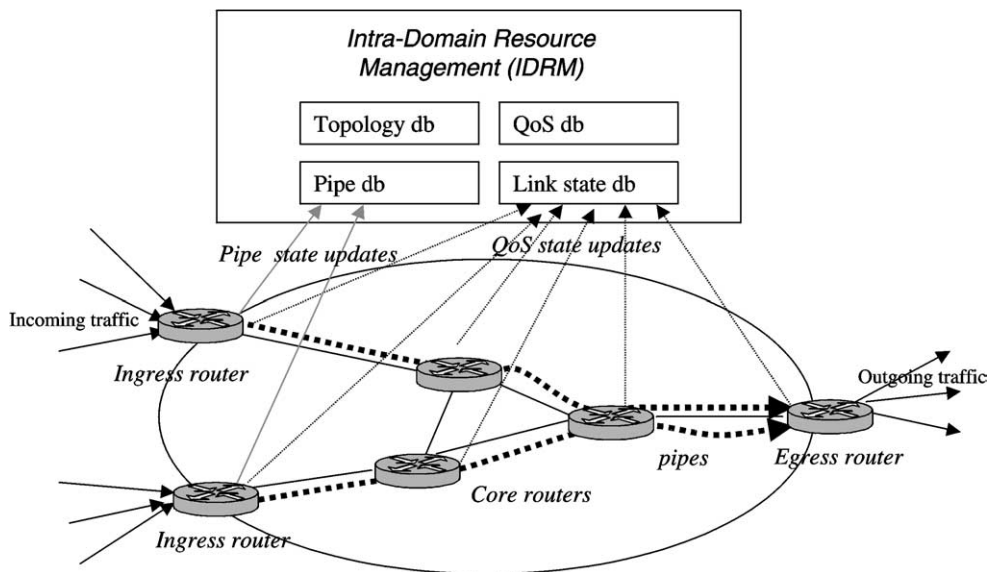 Intra-Domain Resource
Management (IDRM)
Topology db
QoS db
Pipe db
Link state db
Pipe state updates
QoS state updates
Incoming traffic
Ingress router
Outgoing traffic
pipes
Egress router
Core routers
Ingress router